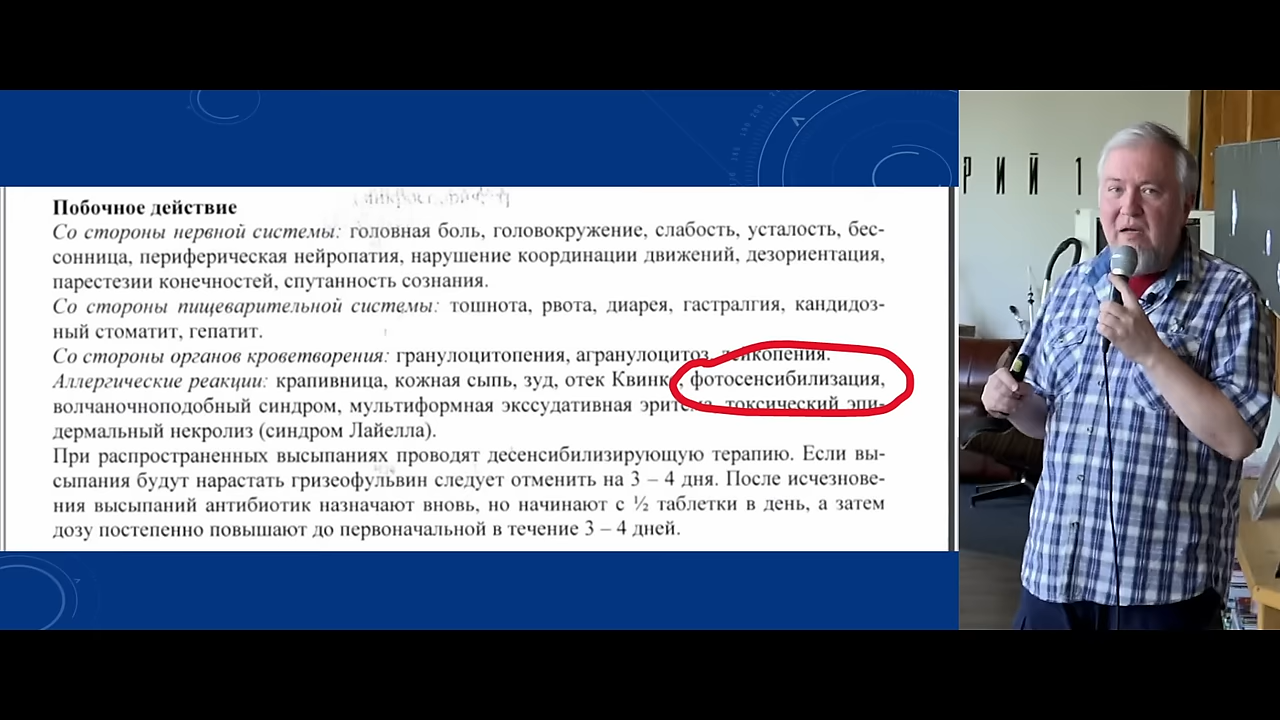 Побочное действие
Со стороны нервной системы: головная боль, головокружение, слабость, усталость, бес-
сонница, периферическая нейропатия, нарушение координации движений, дезориентация,
парестезии конечностей, спутанность сознания.
Со стороны пищеварительной системы: тошнота, рвота, диарея, гастралгия, кандидоз-
ный стоматит, гепатит.
Со стороны органов кроветворения: гранулоцитопения, агранулоцитоз, лейкопения.
Аллергические реакции: крапивница, кожная сыпь, зуд, отек Квинке, фотосенсибилизация,
волчаночноподобный синдром, мультиформная экссудативная эритема, токсический эпи-
дермальный некролиз (синдром Лайелла).
При распространенных высыпаниях проводят десенсибилизирующую терапию. Если вы-
сыпания будут нарастать гризеофульвин следует отменить на 3 – 4 дня. После исчезнове-
ния высыпаний антибиотик назначают вновь, но начинают с ½ таблетки в день, а затем
дозу постепенно повышают до первоначальной в течение 3 – 4 дней.
РИЙ 1